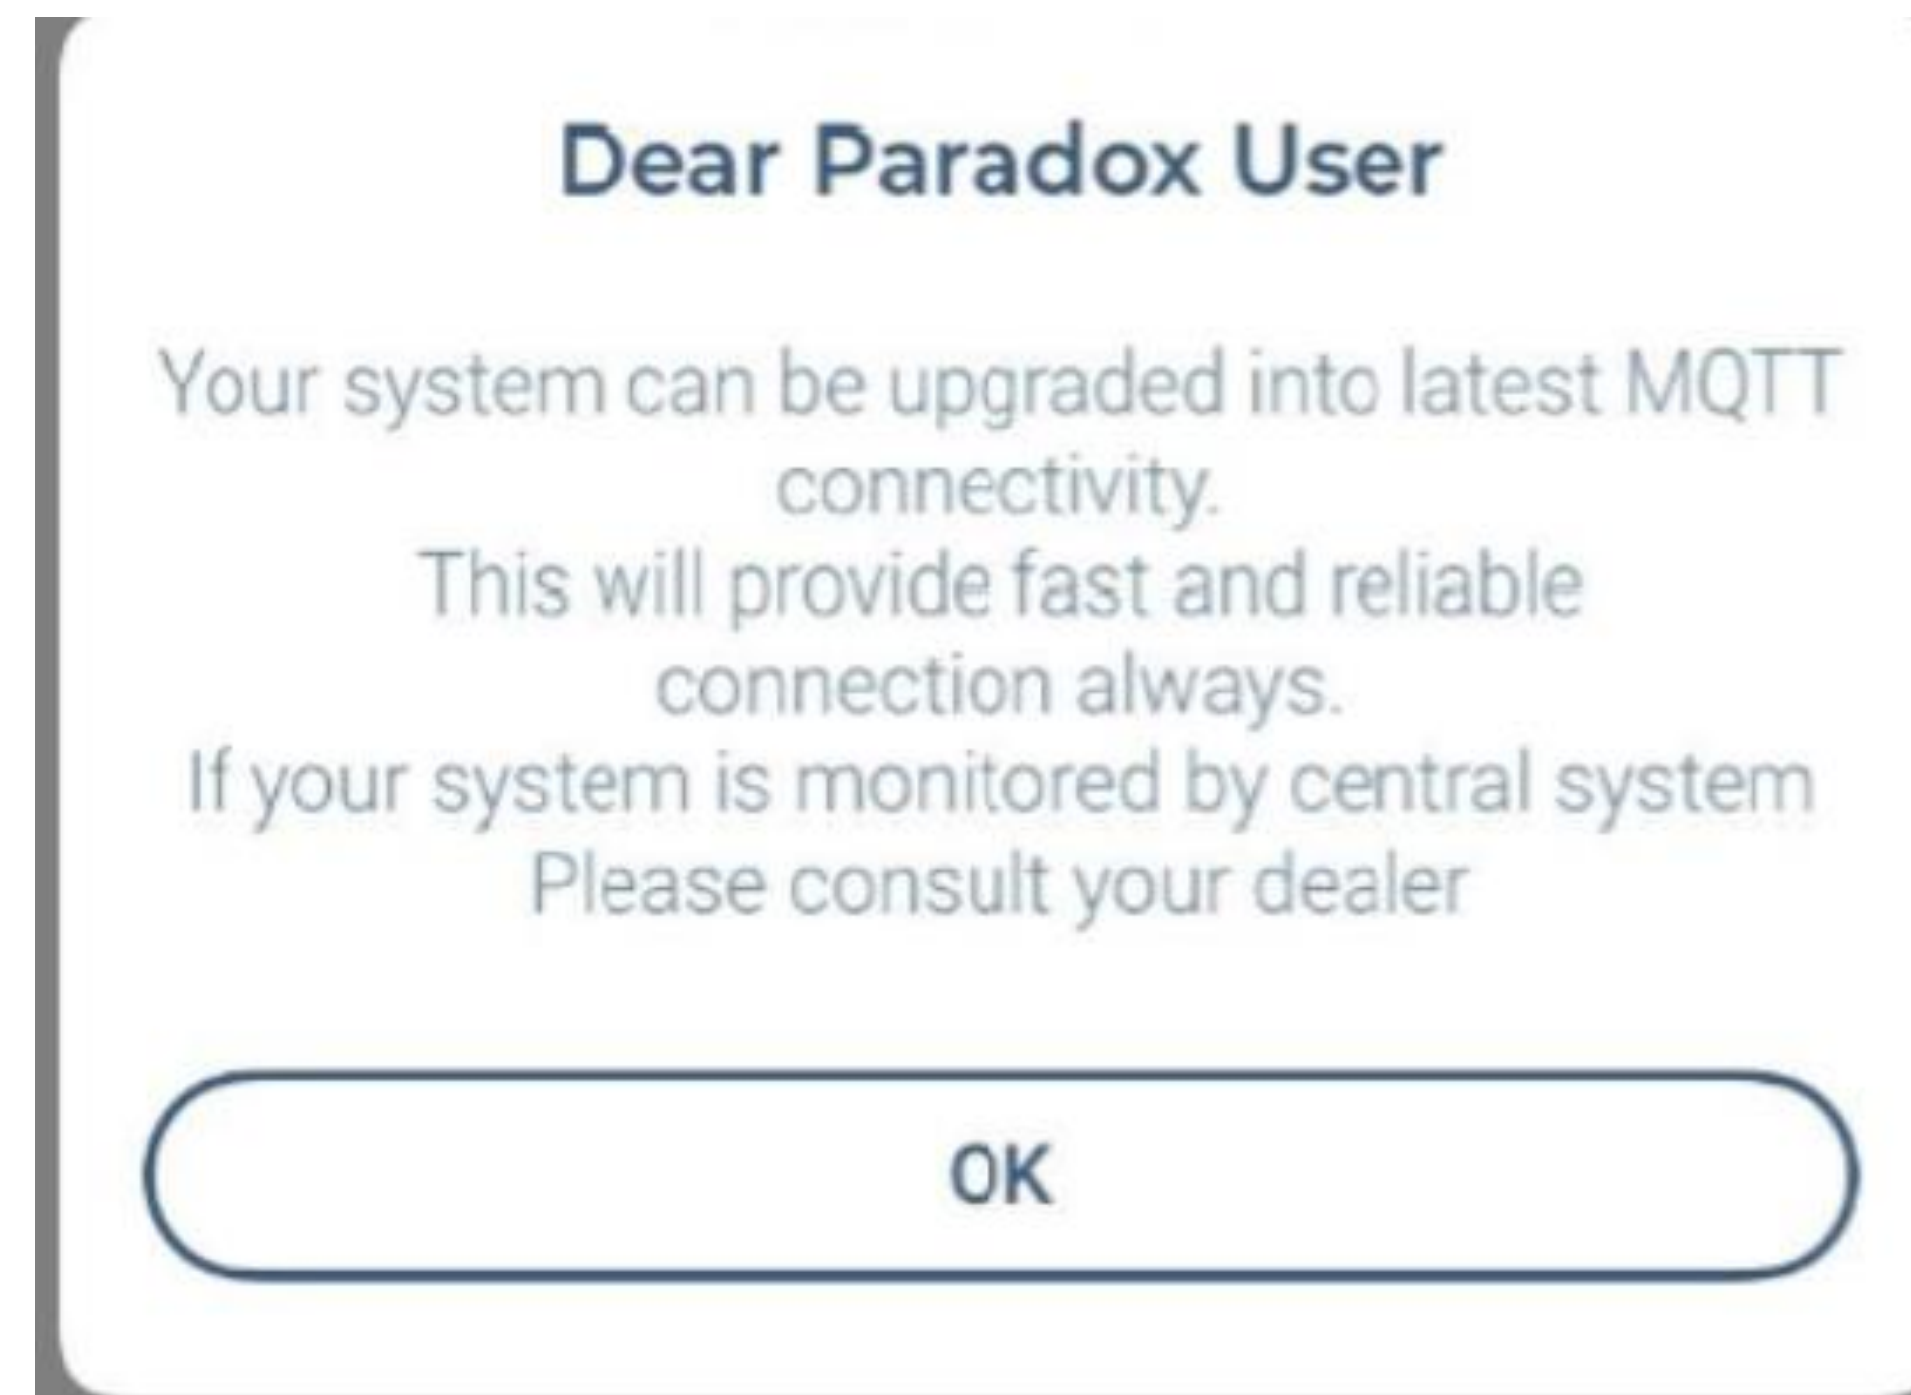 Dear Paradox User
Your system can be upgraded into latest MQTT
connectivity.
This will provide fast and reliable
connection always.
If your system is monitored by central system
Please consult your dealer
OK